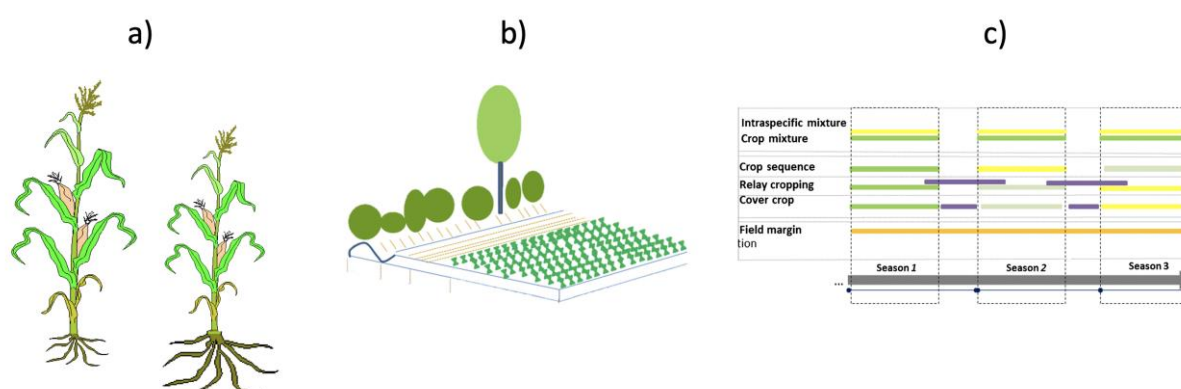 a)
b)
c)
Intraspecific mixture
Crop mixture
Crop sequence
Relay cropping
Cover crop
Field margin
tion
Season 1
Season 2
Season 3
...